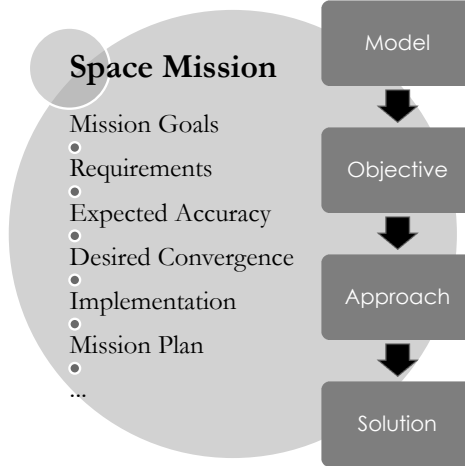 Space Mission
Mission Goals
Requirements
Expected Accuracy
Desired Convergence
Implementation
Mission Plan
...
Model
Objective
Approach
Solution